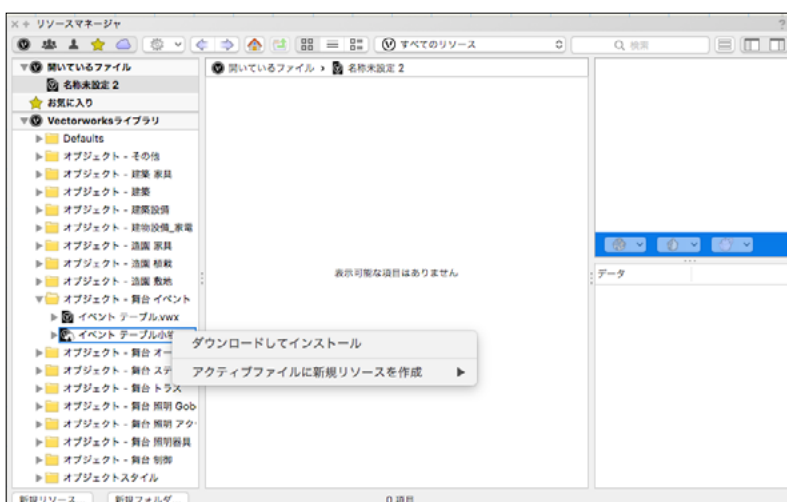 リソースマネージャ
?
すべてのリソース
検索
開いているファイル
名称未設定 2
お気に入り
Vectorworksライブラリ
Defaults
オブジェクト - その他
オブジェクト - 建築 家具
オブジェクト - 建築
オブジェクト - 建築設備
オブジェクト - 建物設備_家電
オブジェクト - 造園 家具
オブジェクト - 造園 植栽
オブジェクト - 造園 敷地
オブジェクト - 舞台 イベント
イベント テーブル.vwx
イベント テーブル小
オブジェクト - 舞台 オー
オブジェクト - 舞台 ステ
オブジェクト - 舞台 トラス
オブジェクト - 舞台 照明 Gob
オブジェクト - 舞台 照明 アク
オブジェクト - 舞台 照明器具
オブジェクト - 舞台 制御
オブジェクトスタイル
新規リソース...
新規フォルダ...
開いているファイル › 名称未設定 2
表示可能な項目はありません
ダウンロードしてインストール
アクティブファイルに新規リソースを作成
0 項目
データ